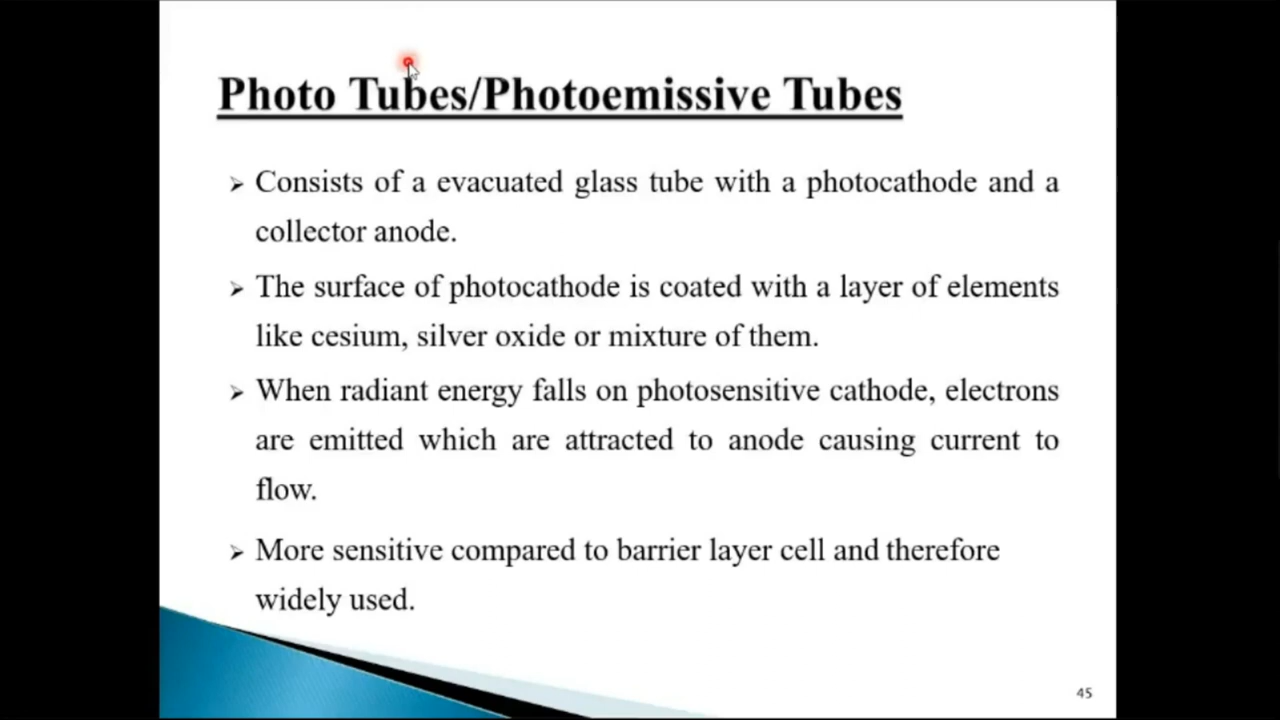 Photo Tubes/Photoemissive Tubes
➢ Consists of a evacuated glass tube with a photocathode and a
collector anode.
➢ The surface of photocathode is coated with a layer of elements
like cesium, silver oxide or mixture of them.
➢ When radiant energy falls on photosensitive cathode, electrons
are emitted which are attracted to anode causing current to
flow.
➢ More sensitive compared to barrier layer cell and therefore
widely used.
45